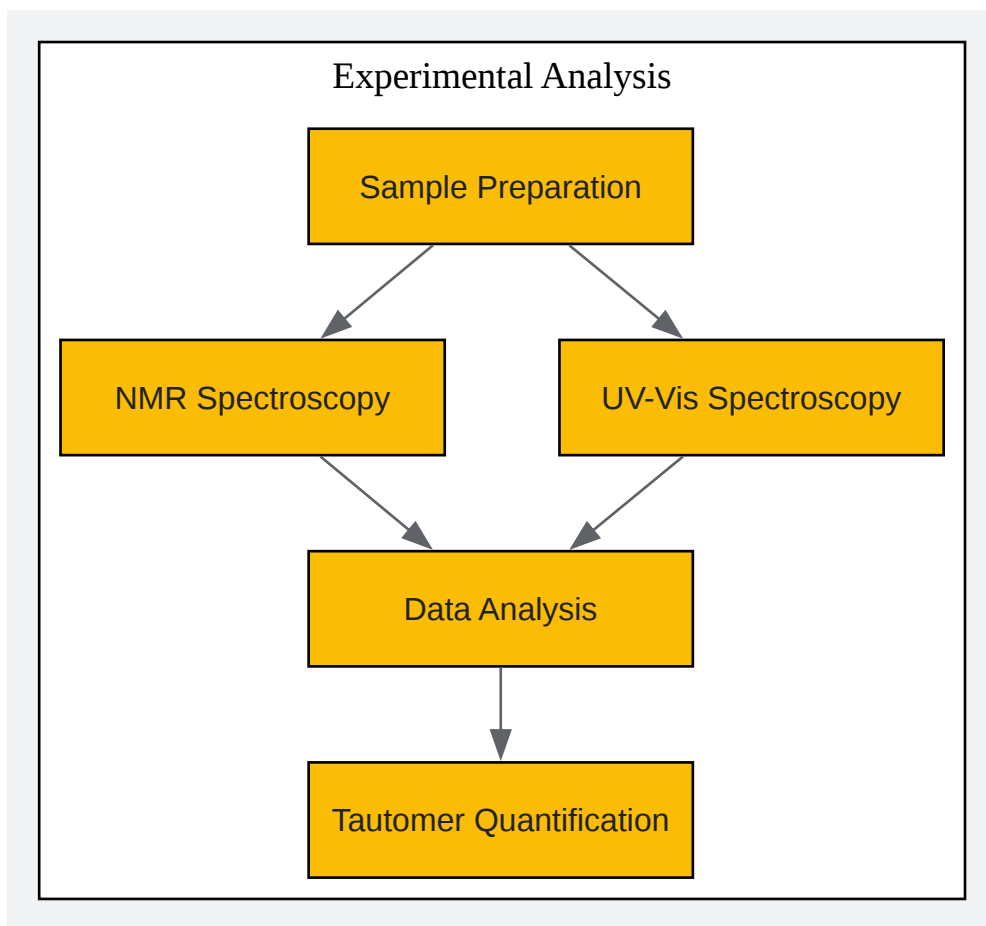 Experimental Analysis
Sample Preparation
NMR Spectroscopy
UV-Vis Spectroscopy
Data Analysis
Tautomer Quantification